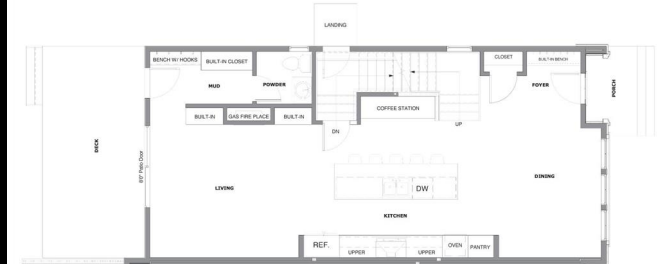 LANDING
BENCH W/ HOOKS
BUILT-IN CLOSET
CLOSET
BUILT-IN BENCH
MUD
POWDER
FOYER
PORCH
COFFEE STATION
BUILT-IN
GAS FIRE PLACE
BUILT-IN
UP
DN
DECK
8'0" Patio Door
LIVING
DW
DINING
KITCHEN
REF.
UPPER
UPPER
OVEN
PANTRY